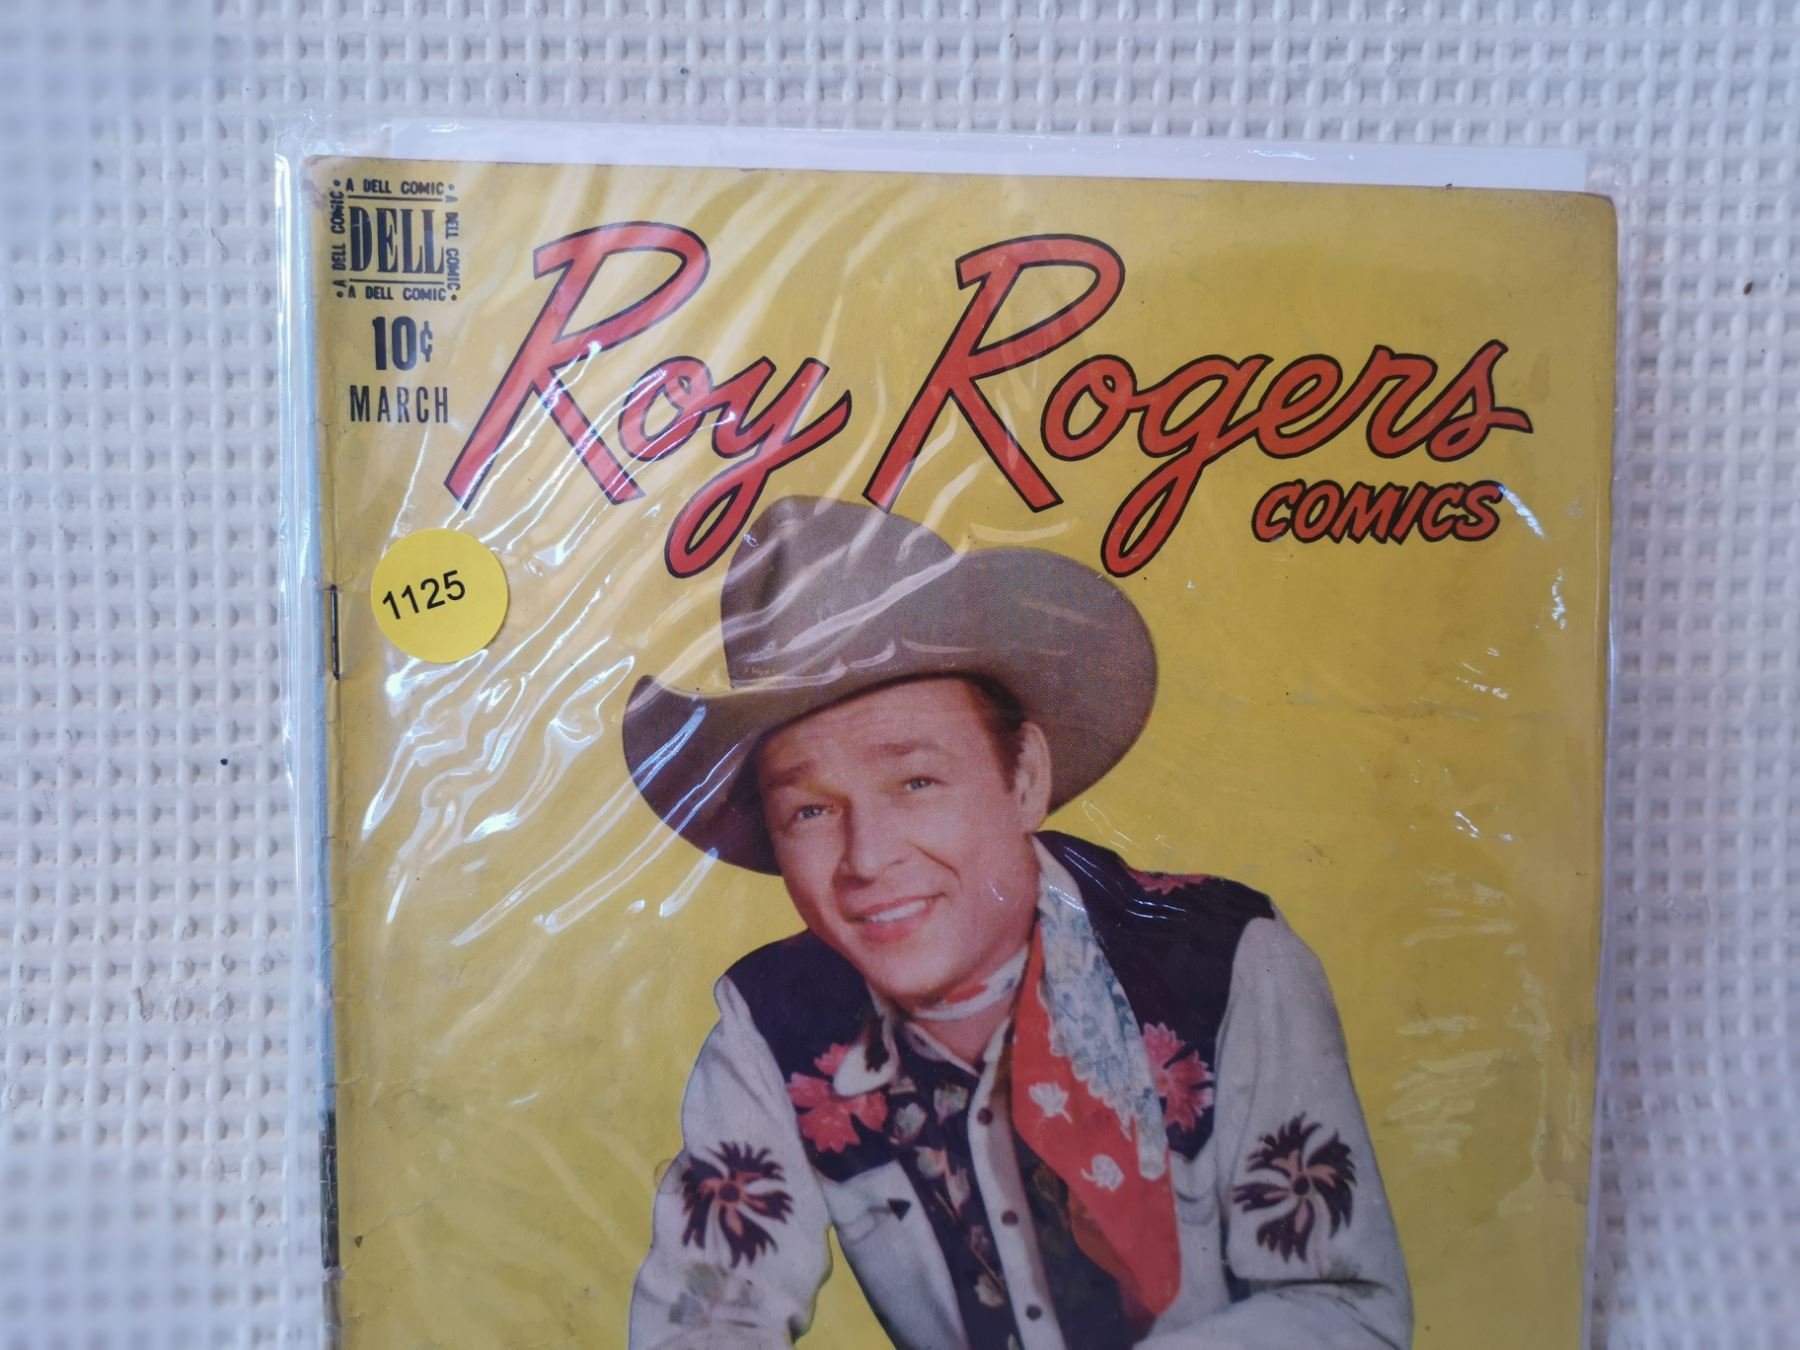 • A DELL COMIC •
A DELL COMIC
DELL
A DELL COMIC
• A DELL COMIC •
10¢
MARCH
Roy Rogers
COMICS
1125